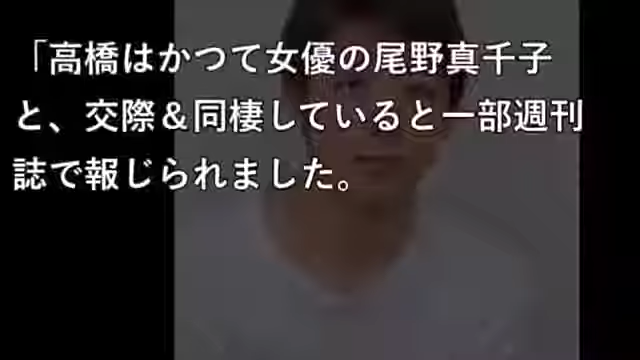 「高橋はかつて女優の尾野真千子
と、交際＆同棲していると一部週刊
誌で報じられました。